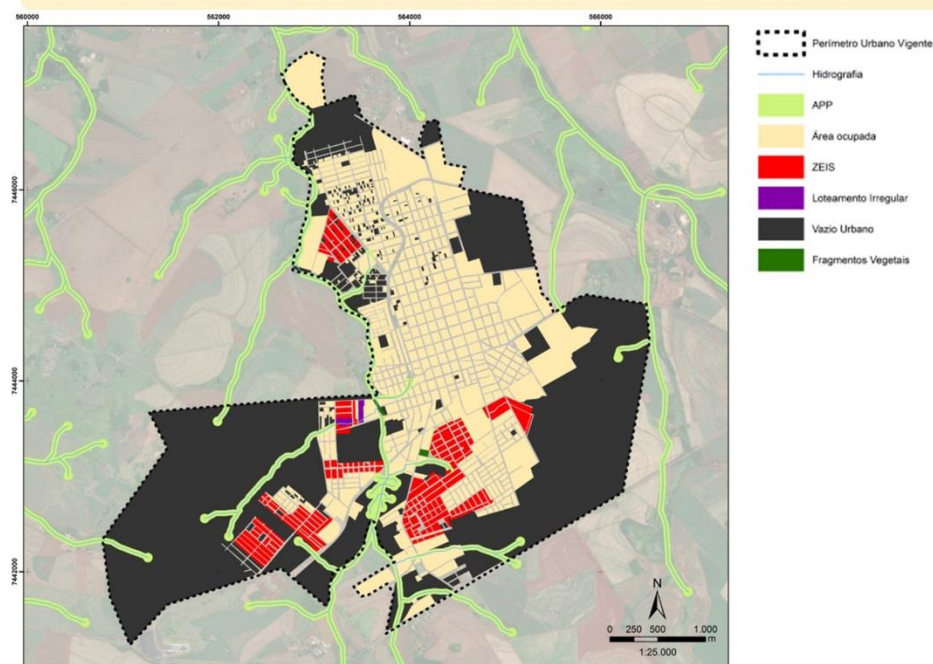 560000 562000 564000 566000
7446000
7444000
7442000
Perímetro Urbano Vigente
Hidrografia
APP
Área ocupada
ZEIS
Loteamento Irregular
Vazio Urbano
Fragmentos Vegetais
N
0 250 500 1.000
m
1:25.000